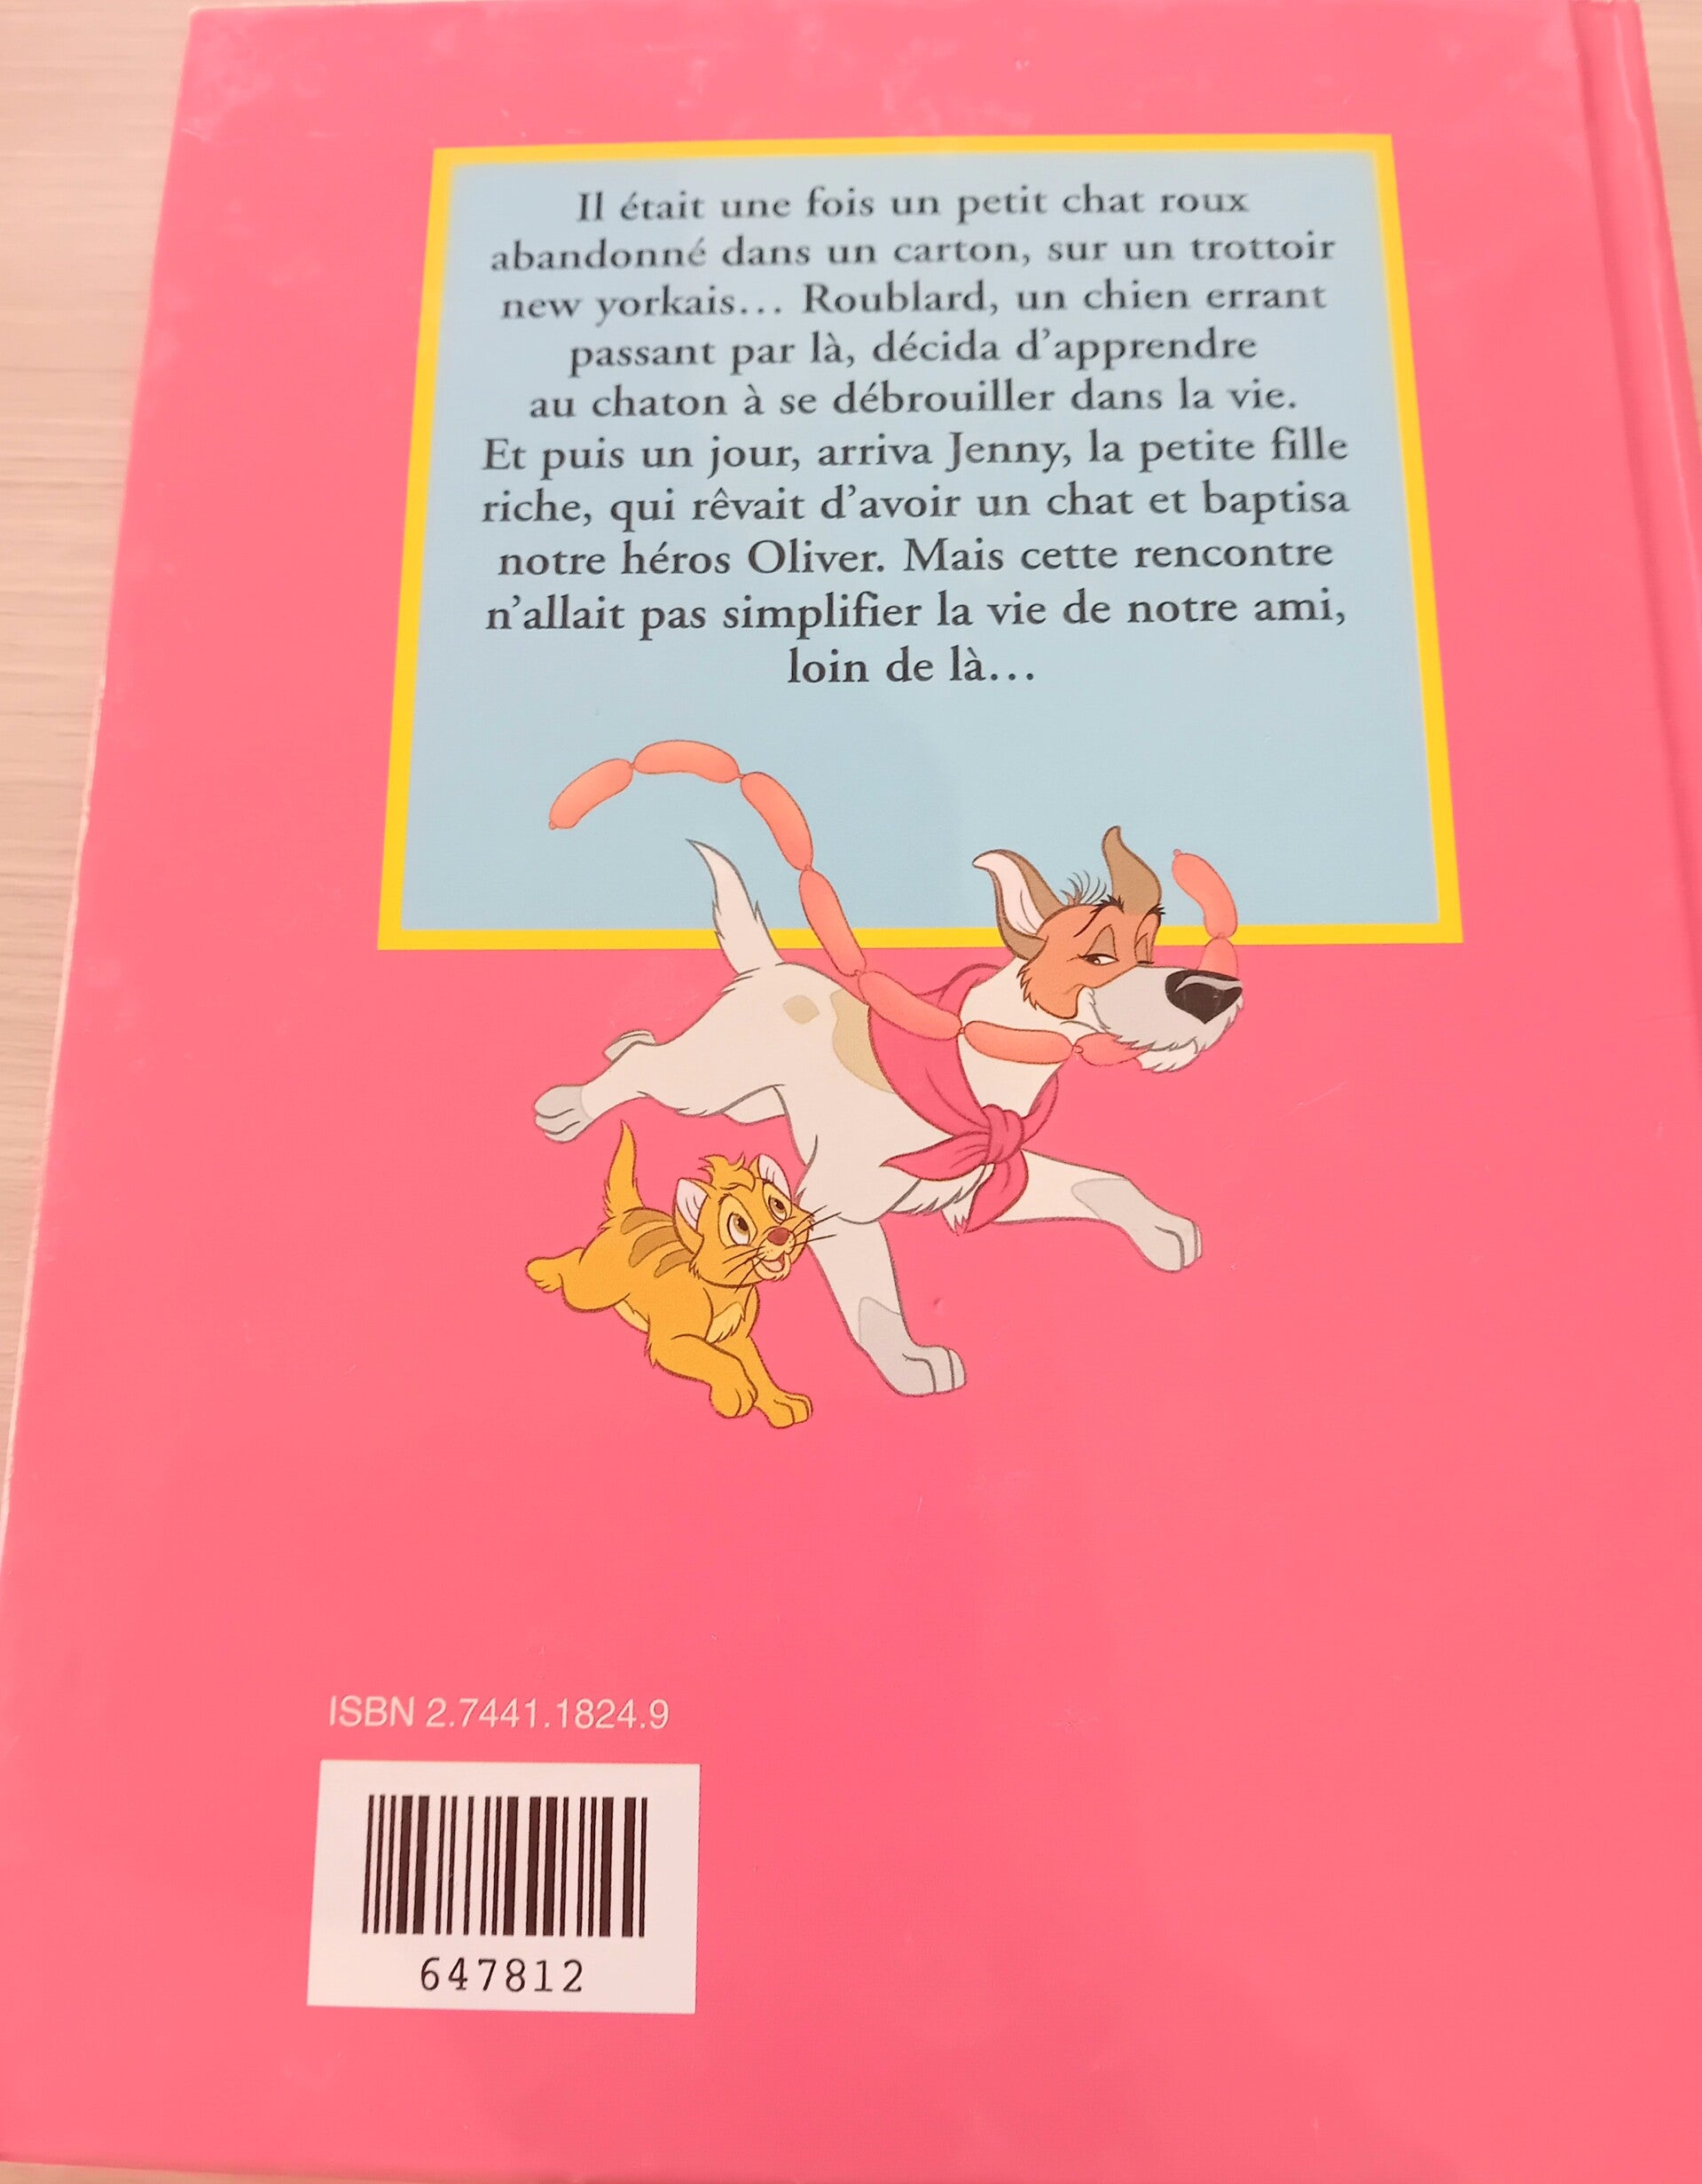 Il était une fois un petit chat roux
abandonné dans un carton, sur un trottoir
new yorkais... Roublard, un chien errant
passant par là, décida d'apprendre
au chaton à se débrouiller dans la vie.
Et puis un jour, arriva Jenny, la petite fille
riche, qui rêvait d'avoir un chat et baptisa
notre héros Oliver. Mais cette rencontre
n'allait pas simplifier la vie de notre ami,
loin de là...
ISBN 2.7441.1824.9
647812